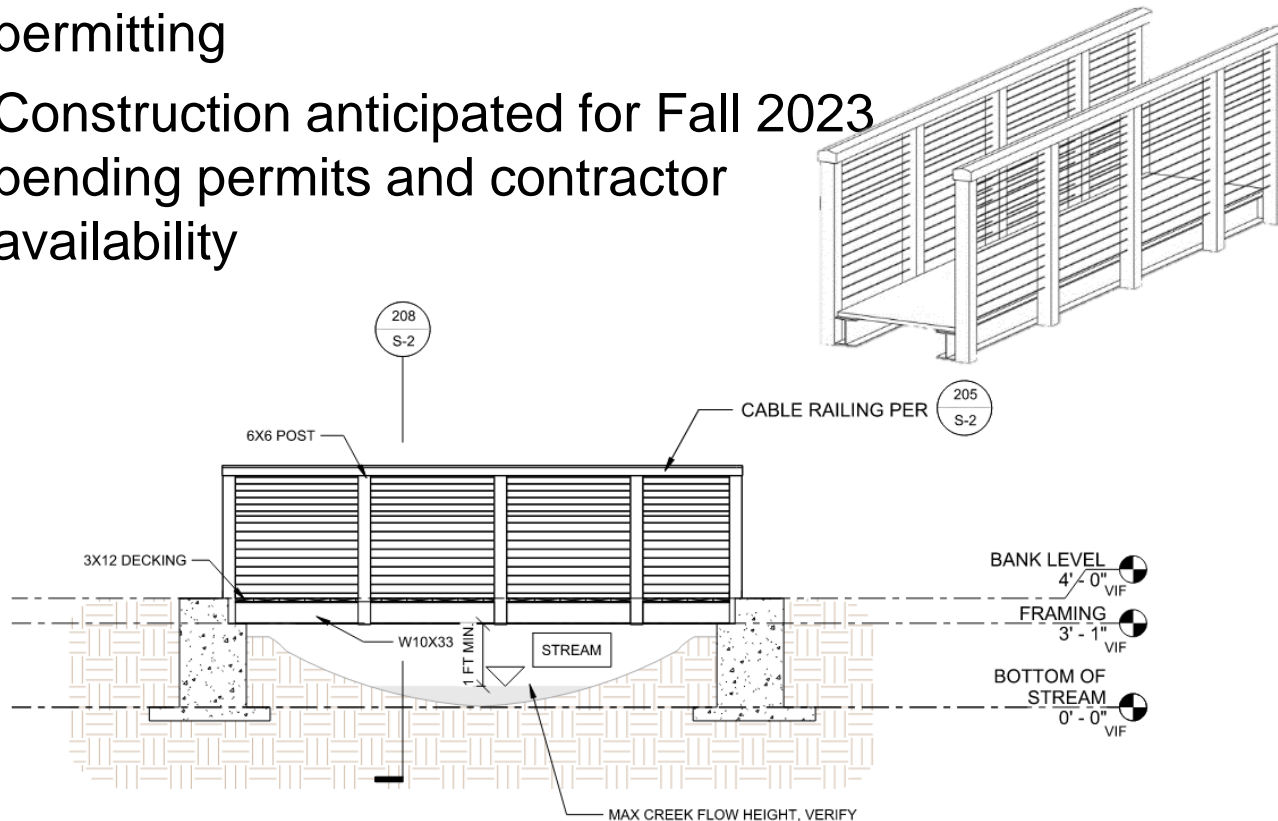 permitting
Construction anticipated for Fall 2023
pending permits and contractor
availability
208
S-2
CABLE RAILING PER
205
S-2
6X6 POST
3X12 DECKING
BANK LEVEL
4' - 0"
VIF
FRAMING
3' - 1"
VIF
W10X33
1 FT MIN.
STREAM
BOTTOM OF
STREAM
0' - 0"
VIF
MAX CREEK FLOW HEIGHT, VERIFY